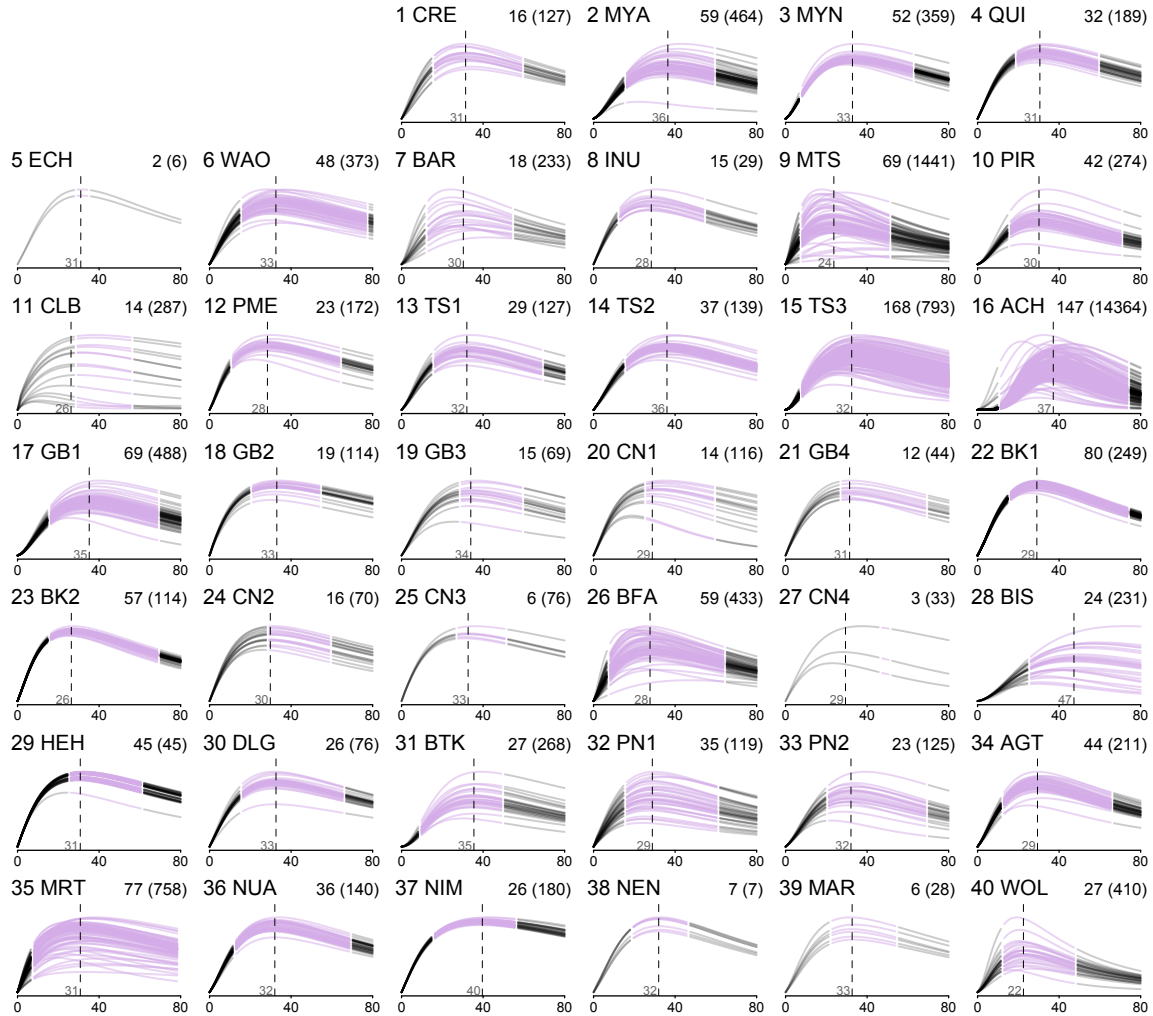 1 CRE 16 (127) 2 MYA 59 (464) 3 MYN 52 (359) 4 QUI 32 (189)
31 36 33 31
0 40 80 0 40 80 0 40 80 0 40 80
5 ECH 2 (6) 6 WAO 48 (373) 7 BAR 18 (233) 8 INU 15 (29) 9 MTS 69 (1441) 10 PIR 42 (274)
31 33 30 28 24 30
0 40 80 0 40 80 0 40 80 0 40 80 0 40 80 0 40 80
11 CLB 14 (287) 12 PME 23 (172) 13 TS1 29 (127) 14 TS2 37 (139) 15 TS3 168 (793) 16 ACH 147 (14364)
26 28 32 36 32 37
0 40 80 0 40 80 0 40 80 0 40 80 0 40 80 0 40 80
17 GB1 69 (488) 18 GB2 19 (114) 19 GB3 15 (69) 20 CN1 14 (116) 21 GB4 12 (44) 22 BK1 80 (249)
35 33 34 29 31 29
0 40 80 0 40 80 0 40 80 0 40 80 0 40 80 0 40 80
23 BK2 57 (114) 24 CN2 16 (70) 25 CN3 6 (76) 26 BFA 59 (433) 27 CN4 3 (33) 28 BIS 24 (231)
26 30 33 28 29 47
0 40 80 0 40 80 0 40 80 0 40 80 0 40 80 0 40 80
29 HEH 45 (45) 30 DLG 26 (76) 31 BTK 27 (268) 32 PN1 35 (119) 33 PN2 23 (125) 34 AGT 44 (211)
31 33 35 29 32 29
0 40 80 0 40 80 0 40 80 0 40 80 0 40 80 0 40 80
35 MRT 77 (758) 36 NUA 36 (140) 37 NIM 26 (180) 38 NEN 7 (7) 39 MAR 6 (28) 40 WOL 27 (410)
31 32 40 32 33 22
0 40 80 0 40 80 0 40 80 0 40 80 0 40 80 0 40 80